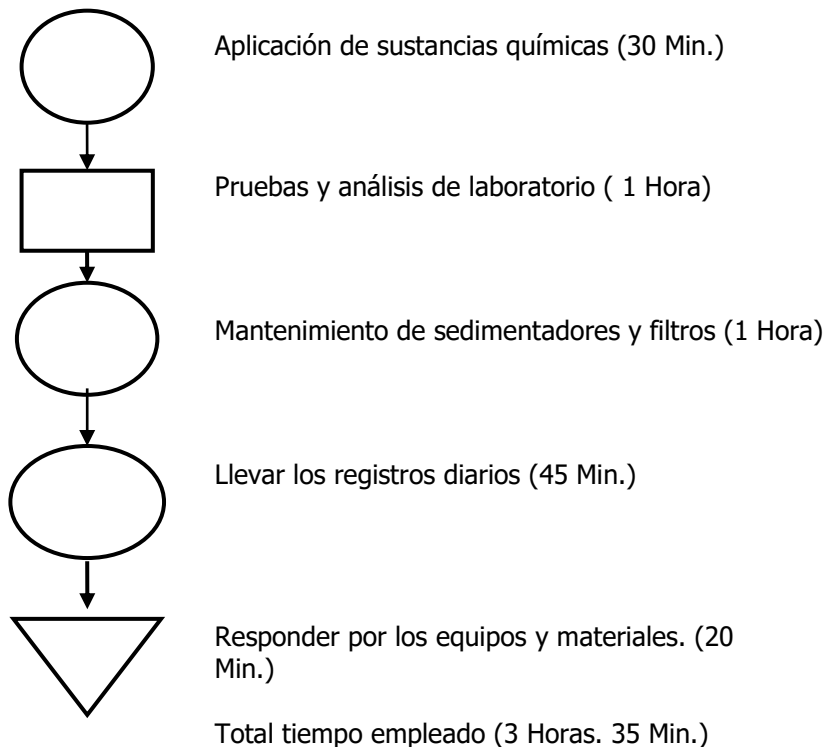 Aplicación de sustancias químicas (30 Min.)
Pruebas y análisis de laboratorio ( 1 Hora)
Mantenimiento de sedimentadores y filtros (1 Hora)
Llevar los registros diarios (45 Min.)
Responder por los equipos y materiales. (20
Min.)
Total tiempo empleado (3 Horas. 35 Min.)